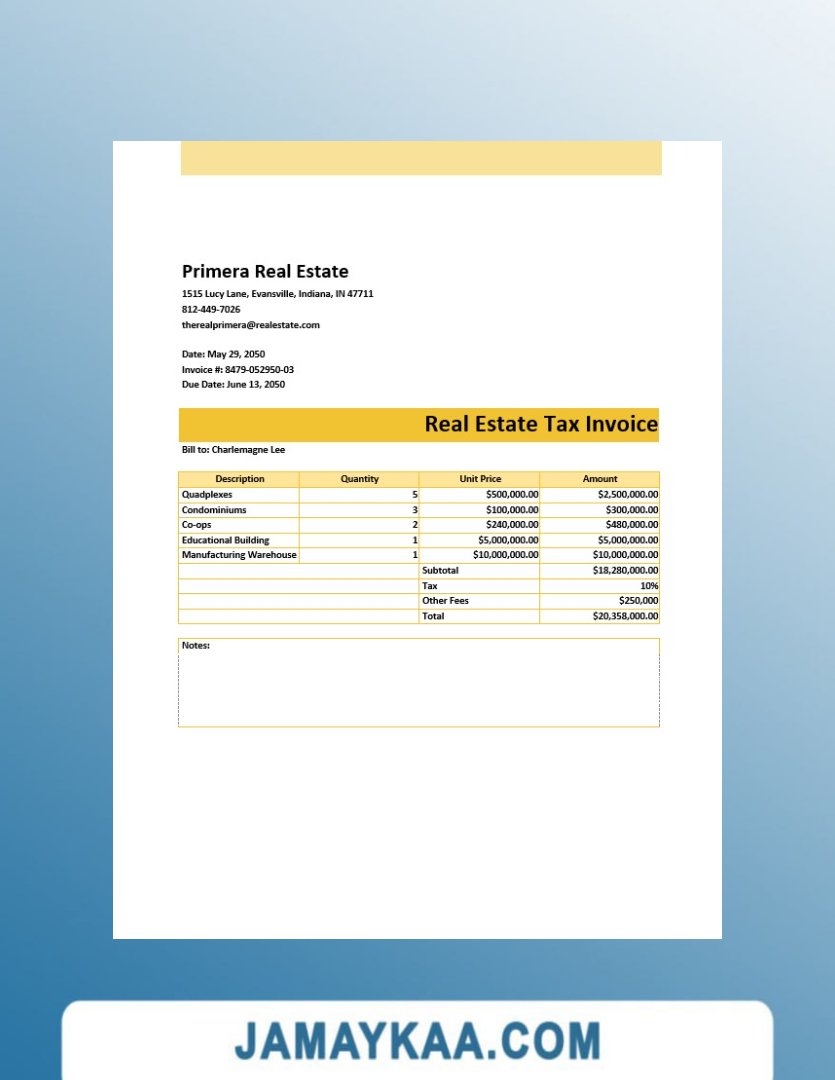 Primera Real Estate
1515 Lucy Lane, Evansville, Indiana, IN 47711
812-449-7026
therealprimera@realestate.com
Date: May 29, 2050
Invoice #: 8479-052950-03
Due Date: June 13, 2050
Real Estate Tax Invoice
Bill to: Charlemagne Lee
Description Quantity Unit Price Amount
Quadplexes 5 $500,000.00 $2,500,000.00
Condominiums 3 $100,000.00 $300,000.00
Co-ops 2 $240,000.00 $480,000.00
Educational Building 1 $5,000,000.00 $5,000,000.00
Manufacturing Warehouse 1 $10,000,000.00 $10,000,000.00
Subtotal $18,280,000.00
Tax 10%
Other Fees $250,000
Total $20,358,000.00
Notes:
JAMAYKAA.COM